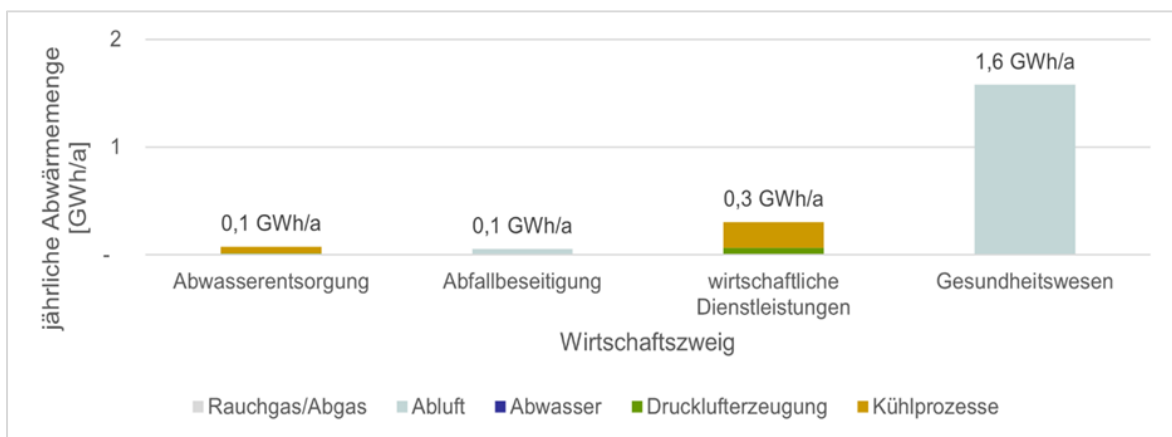 jährliche Abwärmemenge
[GWh/a]
2
1
-
0,1 GWh/a
0,1 GWh/a
0,3 GWh/a
1,6 GWh/a
Abwasserentsorgung
Abfallbeseitigung
wirtschaftliche
Dienstleistungen
Gesundheitswesen
Wirtschaftszweig
Rauchgas/Abgas
Abluft
Abwasser
Drucklufterzeugung
Kühlprozesse